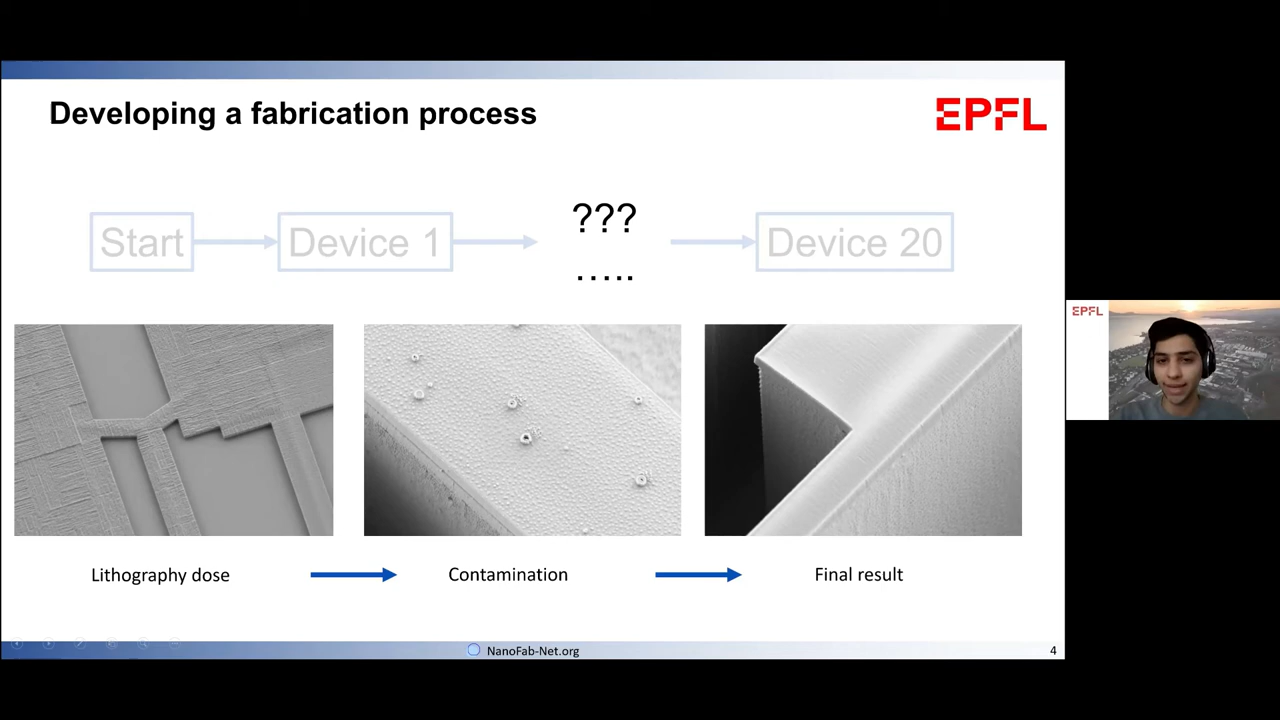 Developing a fabrication process
EPFL
Start
Device 1
???
.....
Device 20
EPFL
Lithography dose
Contamination
Final result
NanoFab-Net.org
4